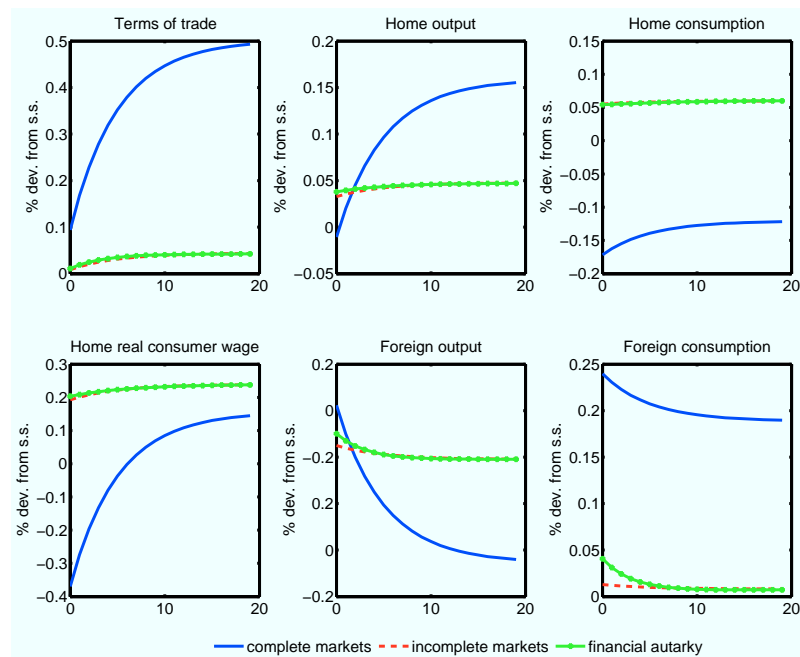 Terms of trade
0.5
0.4
0.3
0.2
0.1
0
0 10 20
% dev. from s.s.
Home output
0.2
0.15
0.1
0.05
0
−0.05
0 10 20
% dev. from s.s.
Home consumption
0.15
0.1
0.05
0
−0.05
−0.1
−0.15
−0.2
0 10 20
% dev. from s.s.
Home real consumer wage
0.3
0.2
0.1
0
−0.1
−0.2
−0.3
−0.4
0 10 20
% dev. from s.s.
Foreign output
0.2
0
−0.2
0.2
0
−0.2
0 10 20
% dev. from s.s.
Foreign consumption
0.25
0.2
0.15
0.1
0.05
0
0 10 20
% dev. from s.s.
complete markets incomplete markets financial autarky